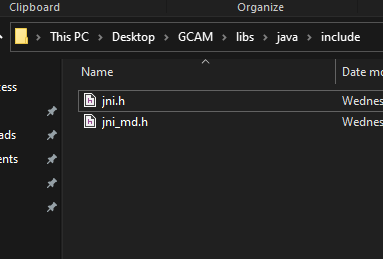 Clipboard Organize
This PC > Desktop > GCAM > libs > java > include
Name Date mo
ess
jni.h Wednes
ads
jni_md.h Wednes
ents